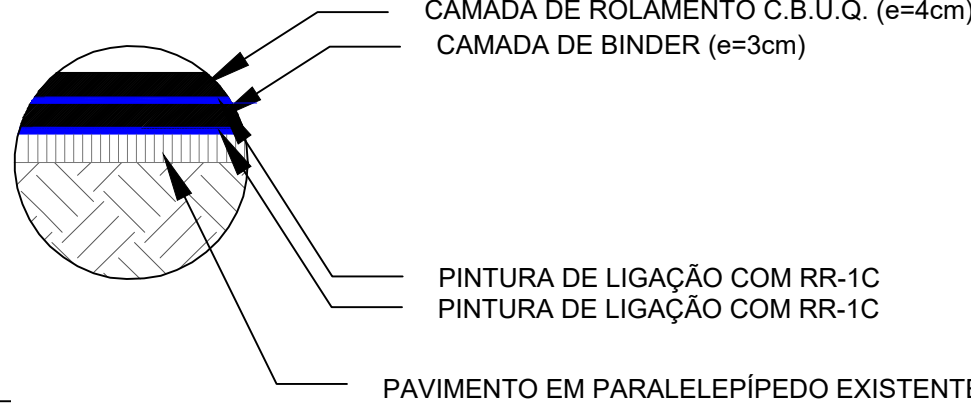 CAMADA DE ROLAMENTO C.B.U.Q. (e=4cm)
CAMADA DE BINDER (e=3cm)
PINTURA DE LIGAÇÃO COM RR-1C
PINTURA DE LIGAÇÃO COM RR-1C
PAVIMENTO EM PARALELEPÍPEDO EXISTENTE